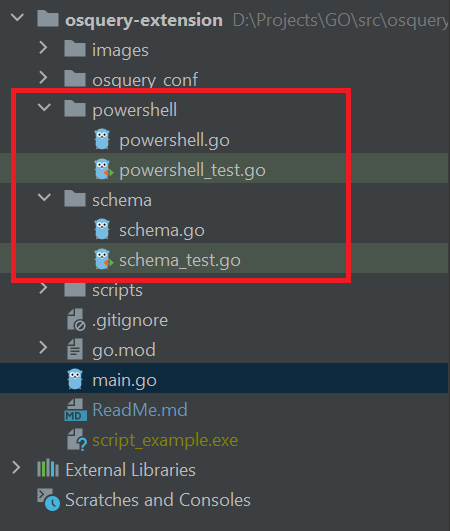 osquery-extension D:\Projects\GO\src\osquery
images
osquery_conf
powershell
powershell.go
powershell_test.go
schema
schema.go
schema_test.go
scripts
.gitignore
go.mod
main.go
MD ReadMe.md
script_example.exe
External Libraries
Scratches and Consoles